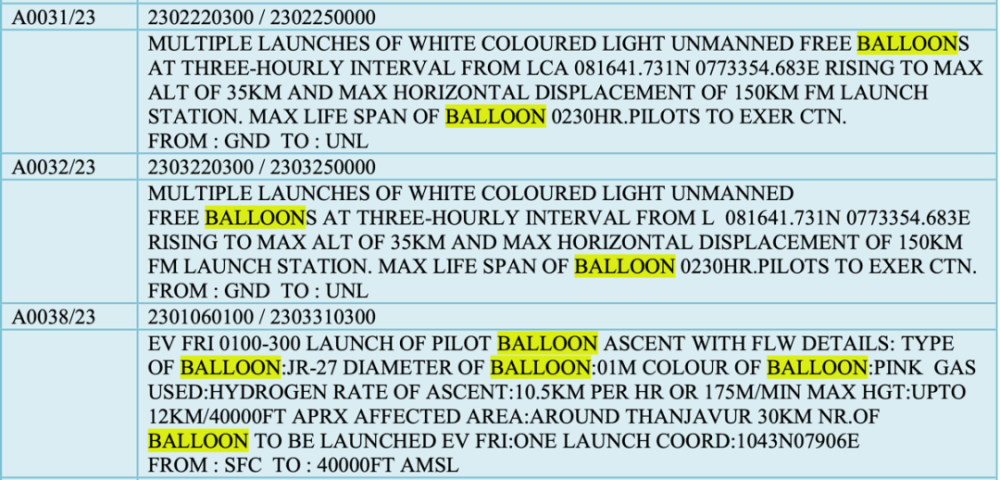 A0031/23 2302220300 / 2302250000
MULTIPLE LAUNCHES OF WHITE COLOURED LIGHT UNMANNED FREE BALLOONS
AT THREE-HOURLY INTERVAL FROM LCA 081641.731N 0773354.683E RISING TO MAX
ALT OF 35KM AND MAX HORIZONTAL DISPLACEMENT OF 150KM FM LAUNCH
STATION. MAX LIFE SPAN OF BALLOON 0230HR.PILOTS TO EXER CTN.
FROM : GND TO : UNL
A0032/23 2303220300 / 2303250000
MULTIPLE LAUNCHES OF WHITE COLOURED LIGHT UNMANNED
FREE BALLOONS AT THREE-HOURLY INTERVAL FROM L 081641.731N 0773354.683E
RISING TO MAX ALT OF 35KM AND MAX HORIZONTAL DISPLACEMENT OF 150KM
FM LAUNCH STATION. MAX LIFE SPAN OF BALLOON 0230HR.PILOTS TO EXER CTN.
FROM : GND TO : UNL
A0038/23 2301060100 / 2303310300
EV FRI 0100-300 LAUNCH OF PILOT BALLOON ASCENT WITH FLW DETAILS: TYPE
OF BALLOON:JR-27 DIAMETER OF BALLOON:01M COLOUR OF BALLOON:PINK GAS
USED:HYDROGEN RATE OF ASCENT:10.5KM PER HR OR 175M/MIN MAX HGT:UPTO
12KM/40000FT APRX AFFECTED AREA:AROUND THANJAVUR 30KM NR.OF
BALLOON TO BE LAUNCHED EV FRI:ONE LAUNCH COORD:1043N07906E
FROM : SFC TO : 40000FT AMSL